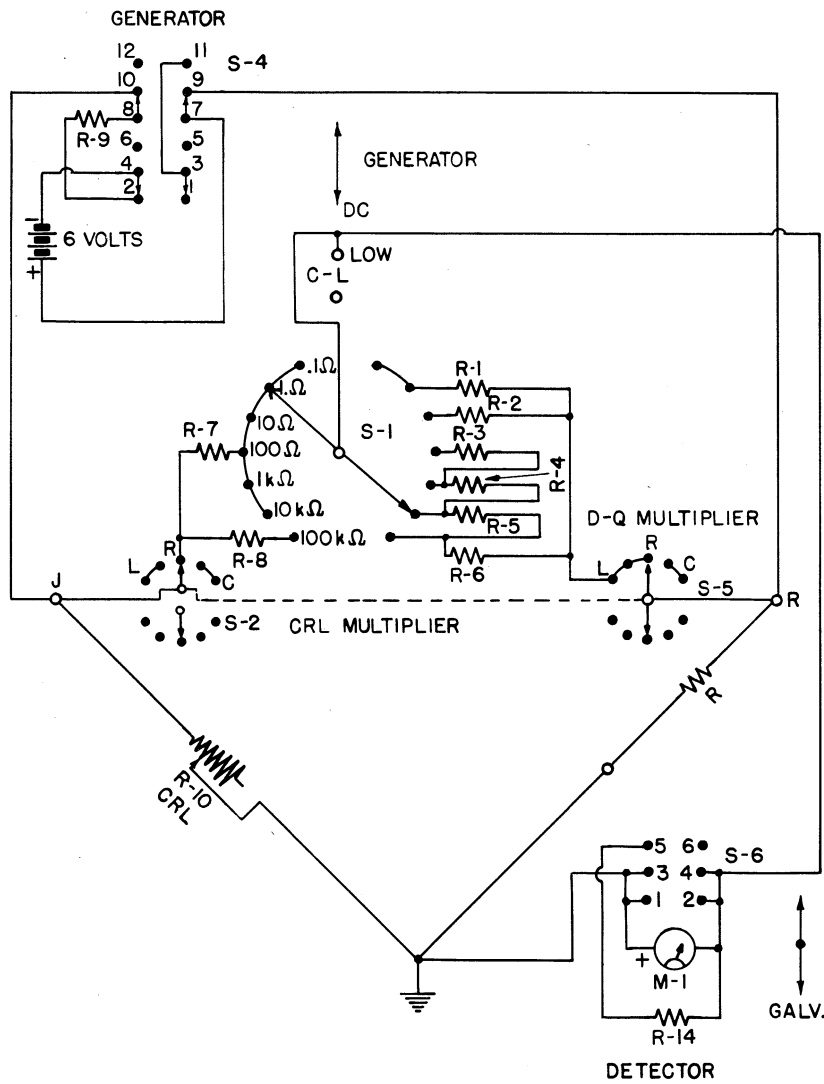 GENERATOR
12 11
S-4
10 9
8 7
R-9
6 5
4 3
2 1
GENERATOR
DC
-
6 VOLTS
+
LOW
C-L
.1Ω
1Ω
10Ω
100Ω
1kΩ
10kΩ
100kΩ
S-1
R-1
R-2
R-3
R-4
R-5
R-6
R-7
R-8
D-Q MULTIPLIER
L R C
S-5
R
J
L R C
S-2
CRL MULTIPLIER
R
R-10
CRL
5 6
S-6
3 4
1 2
+
M-1
R-14
GALV.
DETECTOR